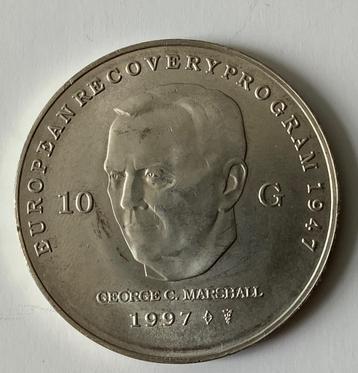 EUROPEAN RECOVERY PROGRAM 1947
10 G
GEORGE C. MARSHALL
1997